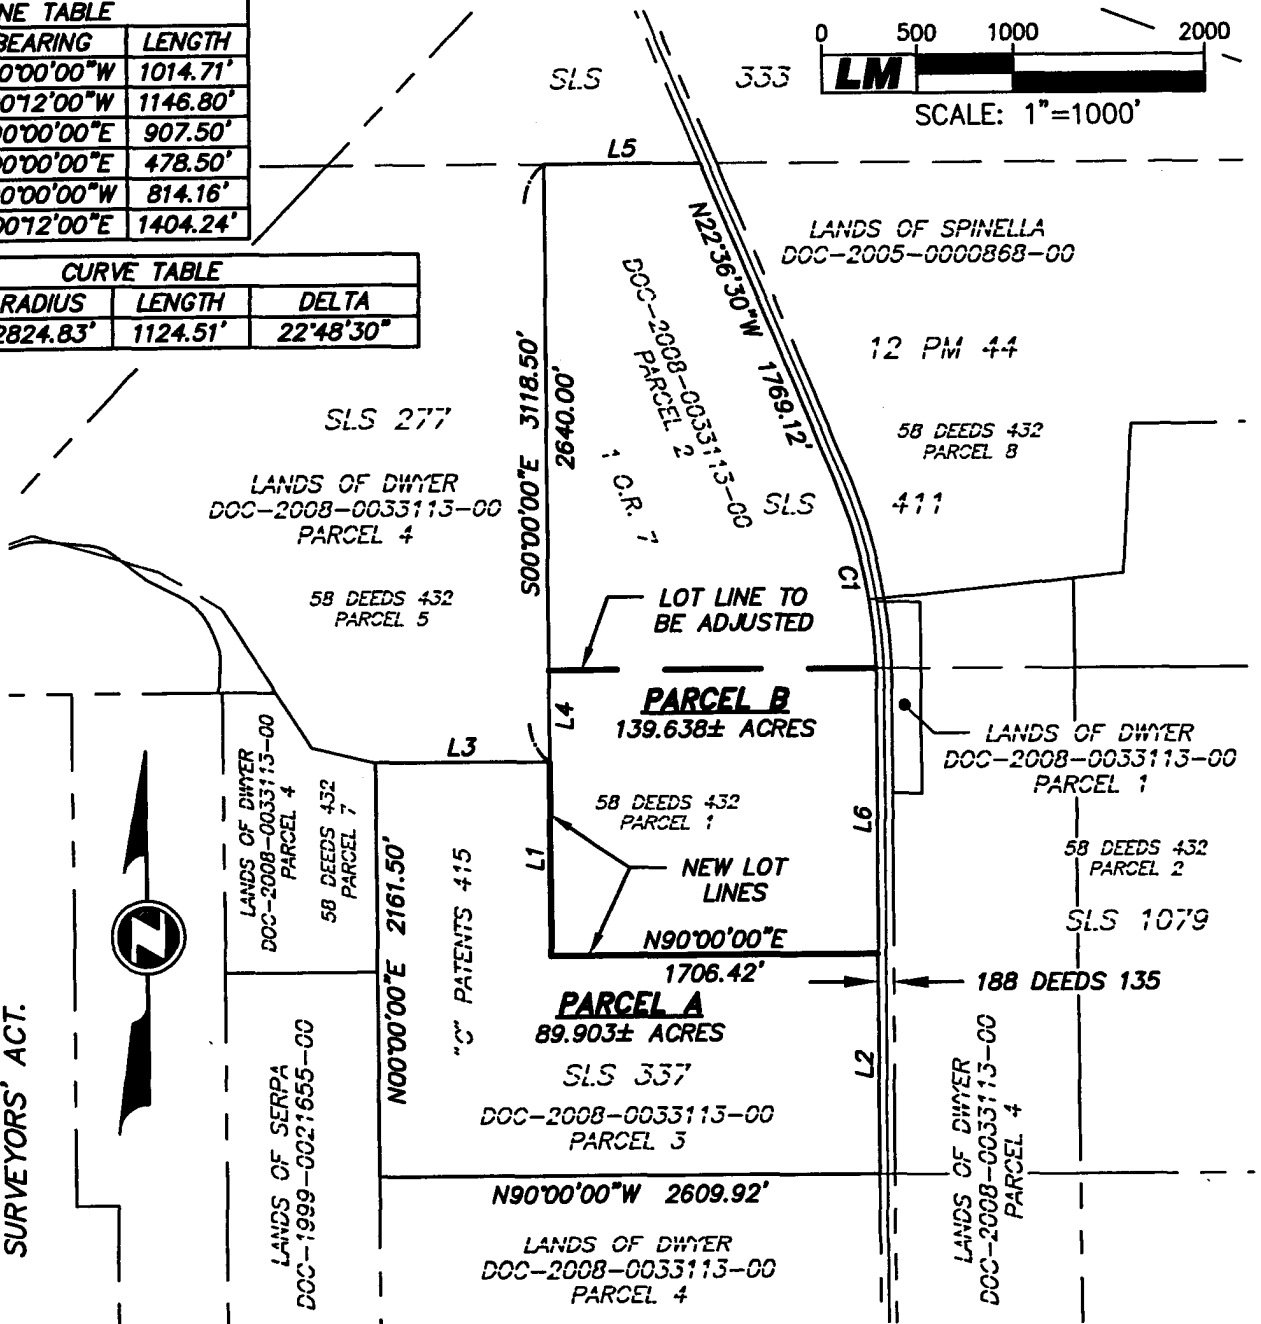 NE TABLE
BEARING LENGTH
0°00'00"W 1014.71'
0°12'00"W 1146.80'
0°00'00"E 907.50'
0°00'00"E 478.50'
0°00'00"W 814.16'
00°12'00"E 1404.24'
CURVE TABLE
RADIUS LENGTH DELTA
2824.83' 1124.51' 22°48'30"
0 500 1000 2000
LM
SCALE: 1"=1000'
SLS 333
L5
LANDS OF SPINELLA
DOC-2005-0000868-00
N22°36'30"W 1769.12'
DOC-2008-0033113-00
PARCEL 2
1 O.R. 7
12 PM 44
58 DEEDS 432
PARCEL 8
SLS 411
S00°00'00"E 3118.50'
2640.00'
SLS 277
LANDS OF DWYER
DOC-2008-0033113-00
PARCEL 4
58 DEEDS 432
PARCEL 5
C1
LOT LINE TO
BE ADJUSTED
PARCEL B
139.638± ACRES
L4
L3
LANDS OF DWYER
DOC-2008-0033113-00
PARCEL 1
LANDS OF DWYER
DOC-2008-0033113-00
PARCEL 4
58 DEEDS 432
PARCEL 7
58 DEEDS 432
PARCEL 1
L6
L1
NEW LOT
LINES
58 DEEDS 432
PARCEL 2
SLS 1079
N00°00'00"E 2161.50'
"C" PATENTS 415
N90°00'00"E
1706.42'
188 DEEDS 135
Z
PARCEL A
89.903± ACRES
SLS 337
DOC-2008-0033113-00
PARCEL 3
L2
SURVEYORS' ACT.
LANDS OF SERPA
DOC-1999-0021655-00
LANDS OF DWYER
DOC-2008-0033113-00
PARCEL 4
N90°00'00"W 2609.92'
LANDS OF DWYER
DOC-2008-0033113-00
PARCEL 4